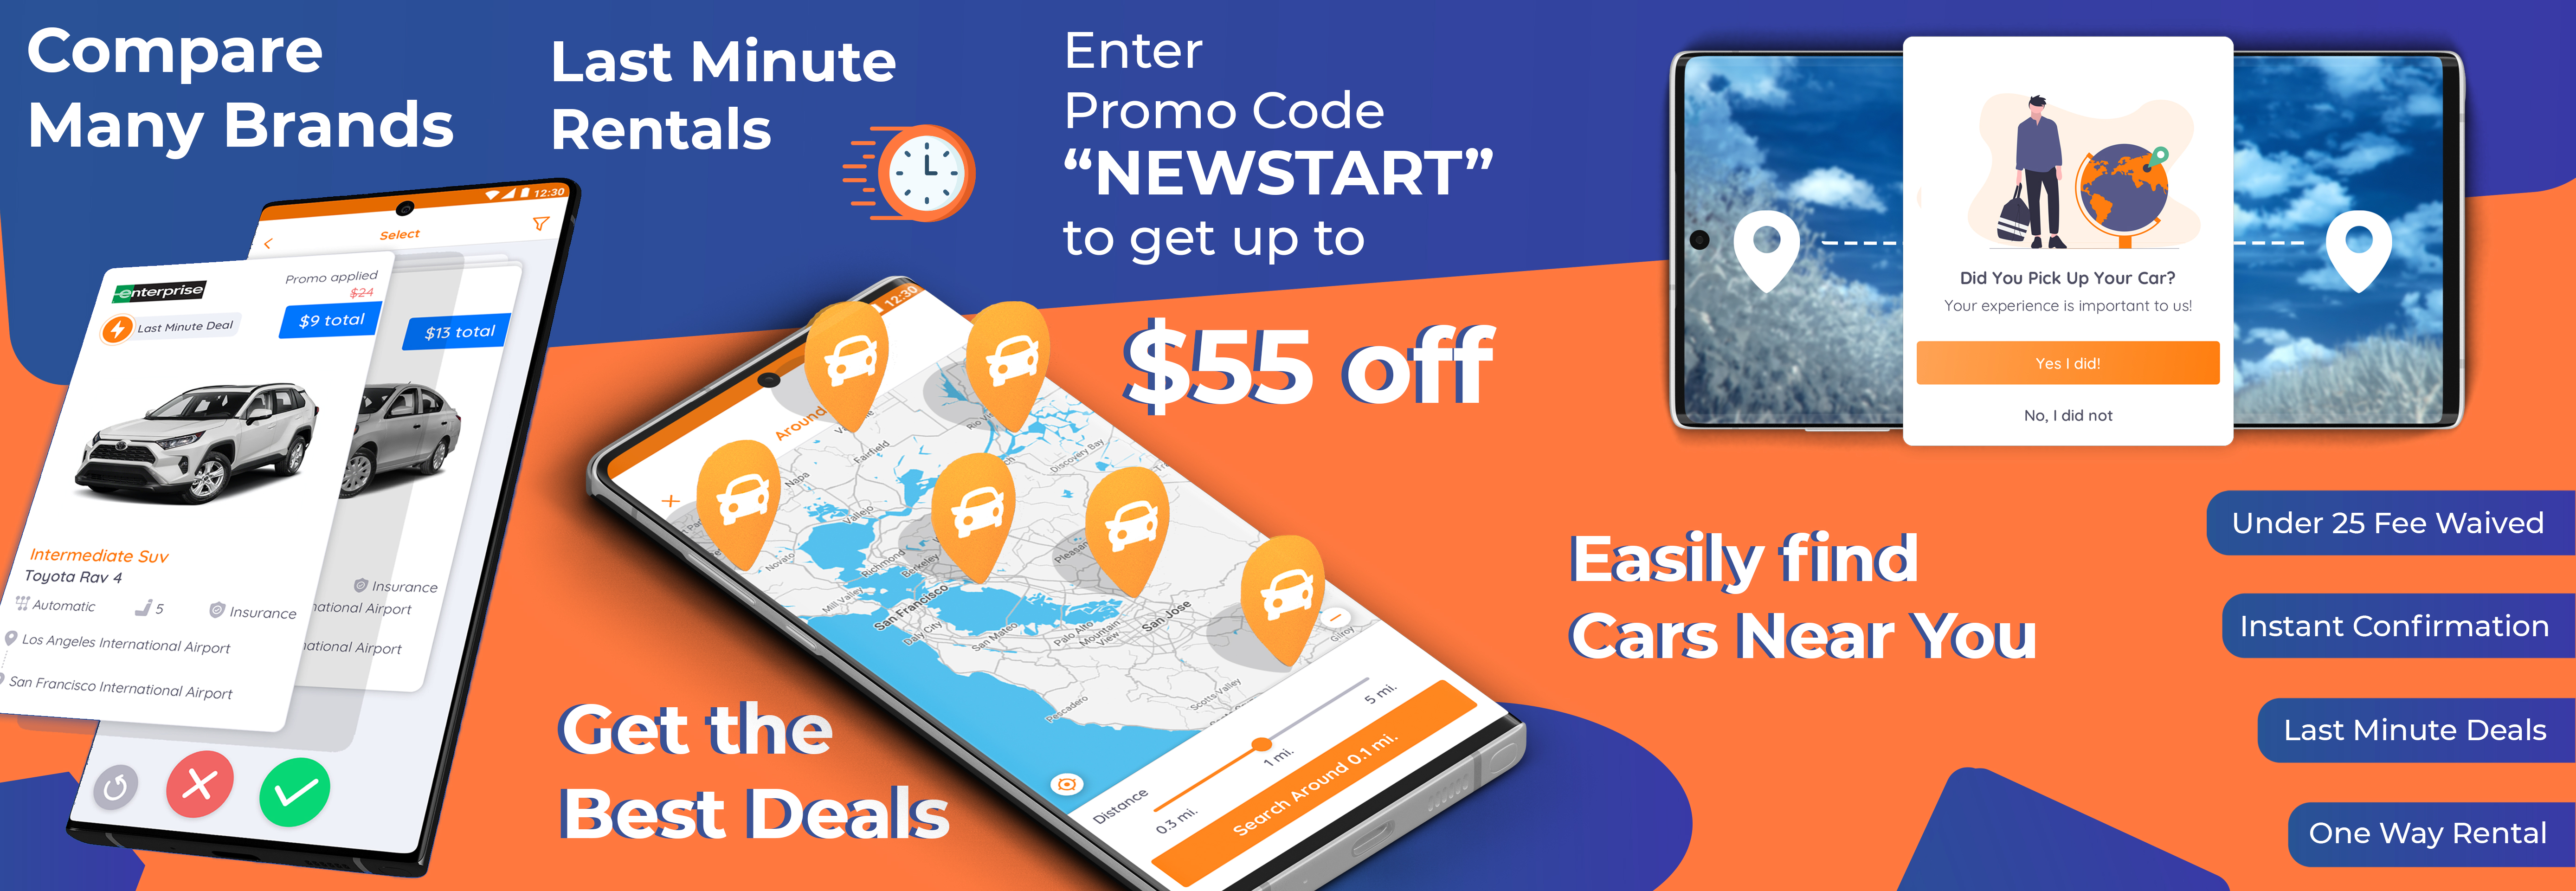 Compare
Many Brands
12:30
Select
enterprise
Promo applied
$24
Last Minute Deal
$9 total
$13 total
Intermediate Suv
Toyota Rav 4
Automatic
5
Insurance
Insurance
Los Angeles International Airport
national Airport
San Francisco International Airport
national Airport
Last Minute
Rentals
Enter
Promo Code
“NEWSTART”
to get up to
$55 off
12:30
Around
Fairfield
Napa
Vallejo
Discovery Bay
Novato
Richmond
Berkeley
Mill Valley
San Francisco
Daly City
San Mateo
Palo Alto
Mountain
View
San Jose
Gilroy
Scotts Valley
Pescadero
Distance
0.3 mi.
1 mi.
5 mi.
Search Around 0.1 mi.
Get the
Best Deals
Did You Pick Up Your Car?
Your experience is important to us!
Yes I did!
No, I did not
Easily find
Cars Near You
Under 25 Fee Waived
Instant Confirmation
Last Minute Deals
One Way Rental